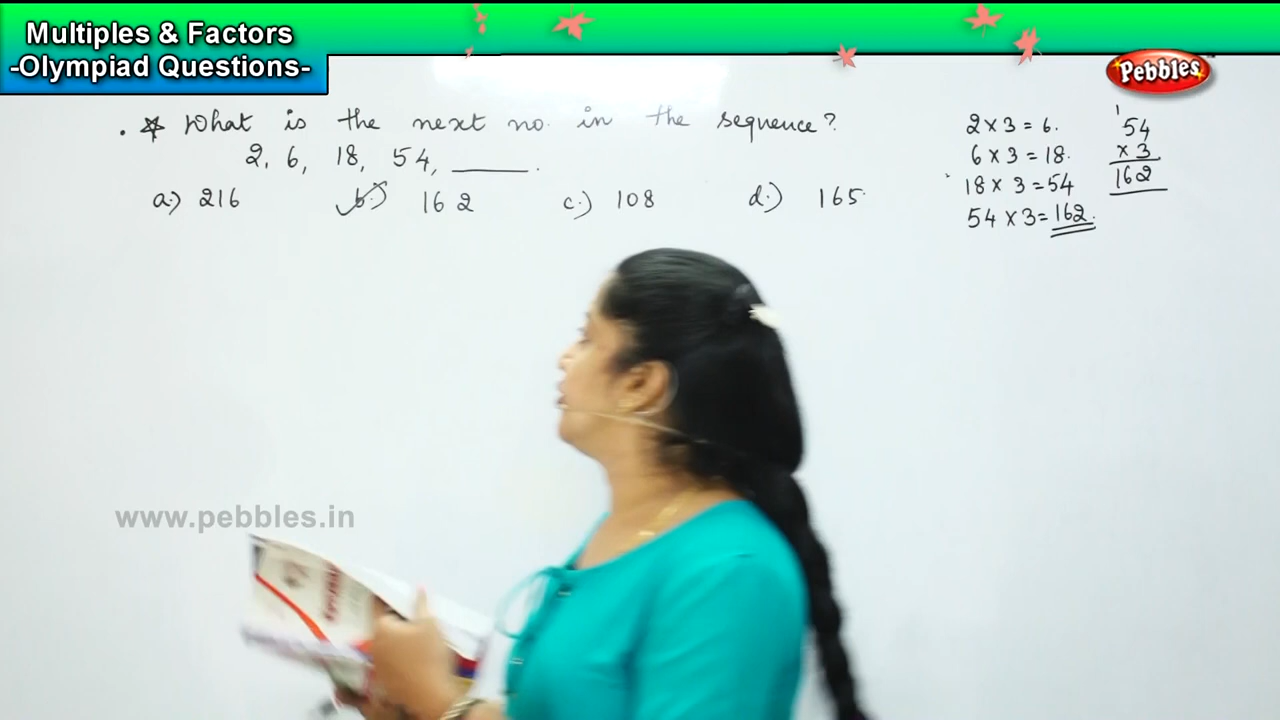 Multiples & Factors
-Olympiad Questions-
Pebbles
. ☆ What is the next no. in the sequence?
2, 6, 18, 54, ______.
a.) 216 b.) 162 c.) 108 d.) 165.
2 x 3 = 6.
6 x 3 = 18.
18 x 3 = 54
54 x 3 = 162.
1
54
x 3
162
www.pebbles.in